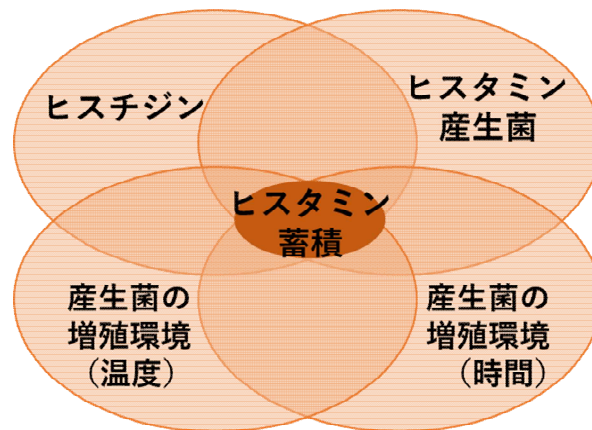 ヒスチジン
ヒスタミン
産生菌
ヒスタミン
蓄積
産生菌の
増殖環境
（温度）
産生菌の
増殖環境
（時間）